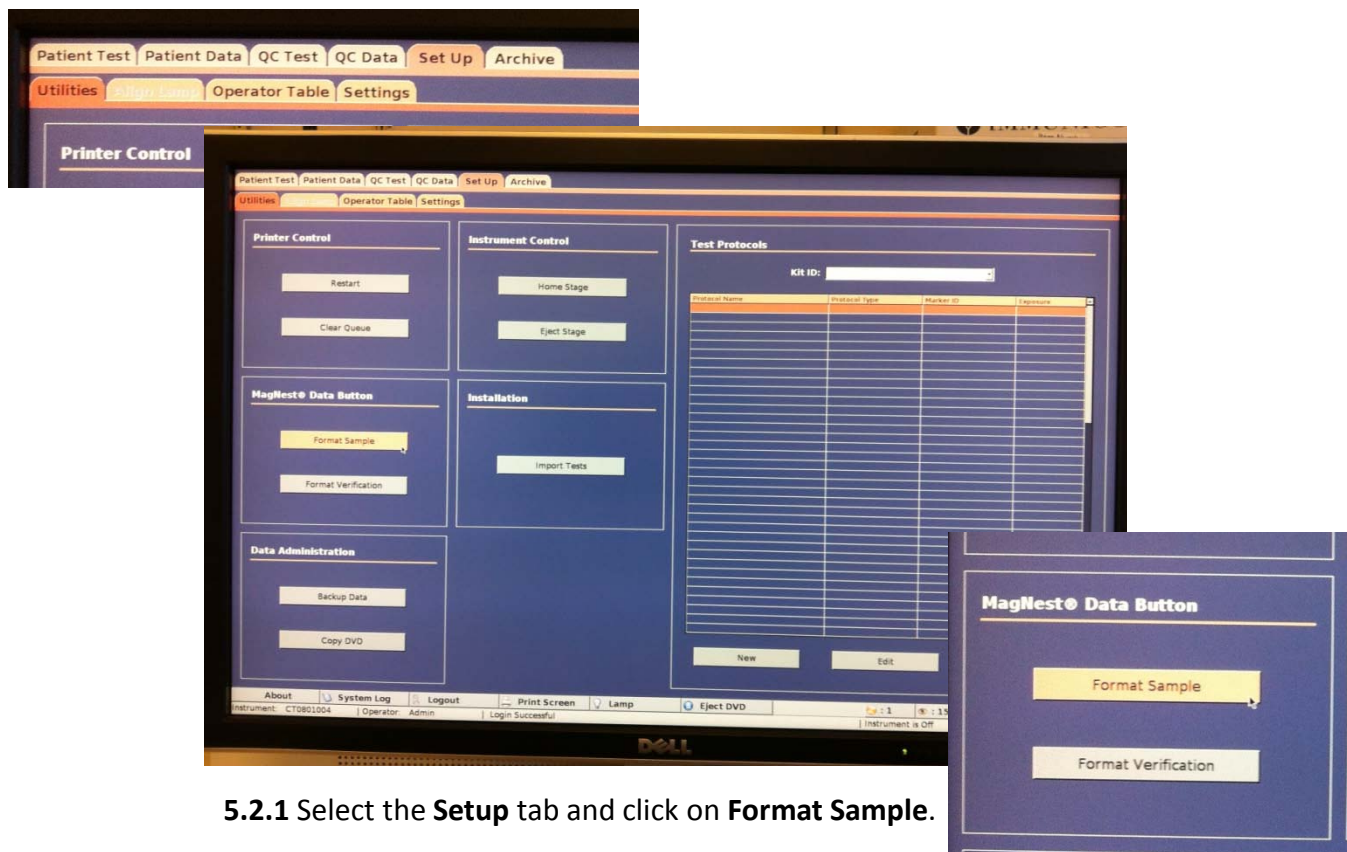 Patient Test Patient Data QC Test QC Data Set Up Archive
Utilities Align Lamp Operator Table Settings
Printer Control
Patient Test Patient Data QC Test QC Data Set Up Archive
Utilities Operator Table Settings
Printer Control
Restart
Clear Queue
Instrument Control
Home Stage
Eject Stage
Test Protocols
Kit ID:
Protocol Name Protocol Type Marker ID Exposure
MagNest® Data Button
Format Sample
Format Verification
Installation
Import Tests
Data Administration
Backup Data
Copy DVD
New Edit
About System Log Logout Print Screen Lamp Eject DVD : 1 : 15
Instrument: CT0801004 | Operator: Admin | Login Successful | Instrument is Off
DELL
MagNest® Data Button
Format Sample
Format Verification
5.2.1 Select the Setup tab and click on Format Sample.